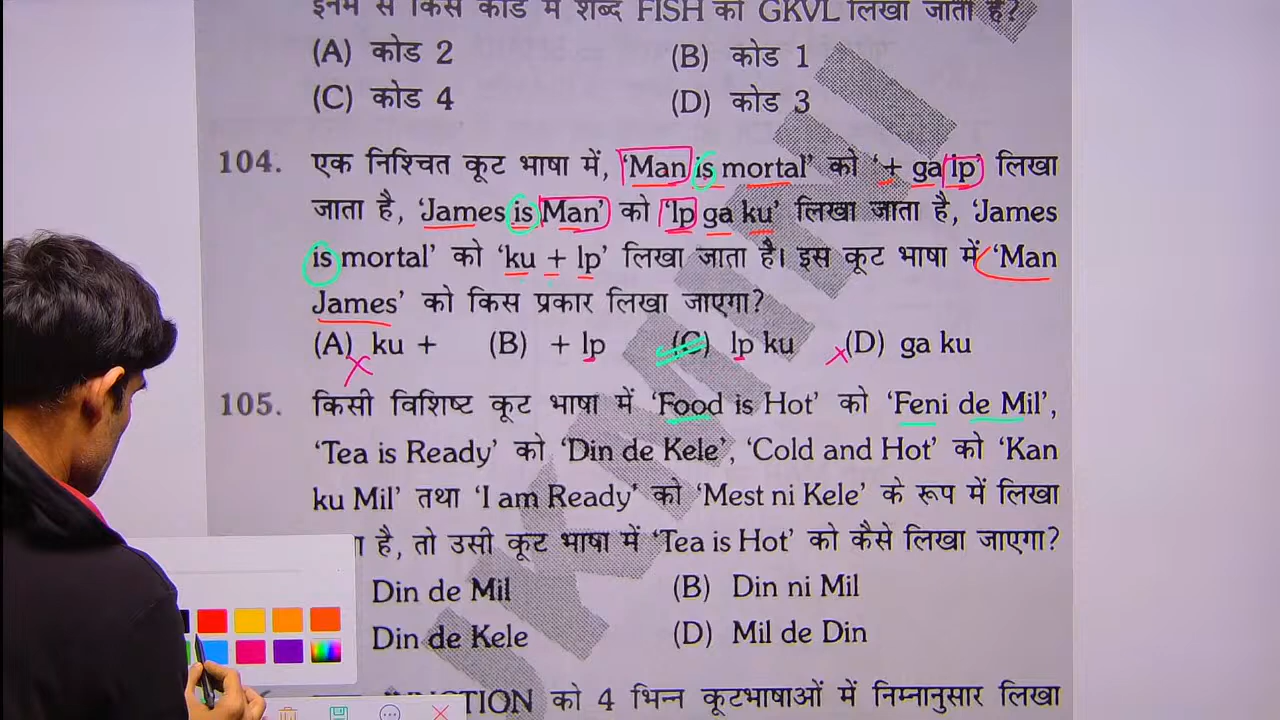 इनमें से किस कोड में शब्द FISH को GKVL लिखा जाता है?
(A) कोड 2 (B) कोड 1
(C) कोड 4 (D) कोड 3
104. एक निश्चित कूट भाषा में, 'Man is mortal' को '+ ga lp' लिखा
जाता है, 'James is Man' को 'lp ga ku' लिखा जाता है, 'James
is mortal' को 'ku + lp' लिखा जाता है। इस कूट भाषा में 'Man
James' को किस प्रकार लिखा जाएगा?
(A) ku + (B) + lp (C) lp ku (D) ga ku
105. किसी विशिष्ट कूट भाषा में 'Food is Hot' को 'Feni de Mil',
'Tea is Ready' को 'Din de Kele', 'Cold and Hot' को 'Kan
ku Mil' तथा 'I am Ready' को 'Mest ni Kele' के रूप में लिखा
है, तो उसी कूट भाषा में 'Tea is Hot' को कैसे लिखा जाएगा?
Din de Mil (B) Din ni Mil
Din de Kele (D) Mil de Din
को 4 भिन्न कूटभाषाओं में निम्नानुसार लिखा